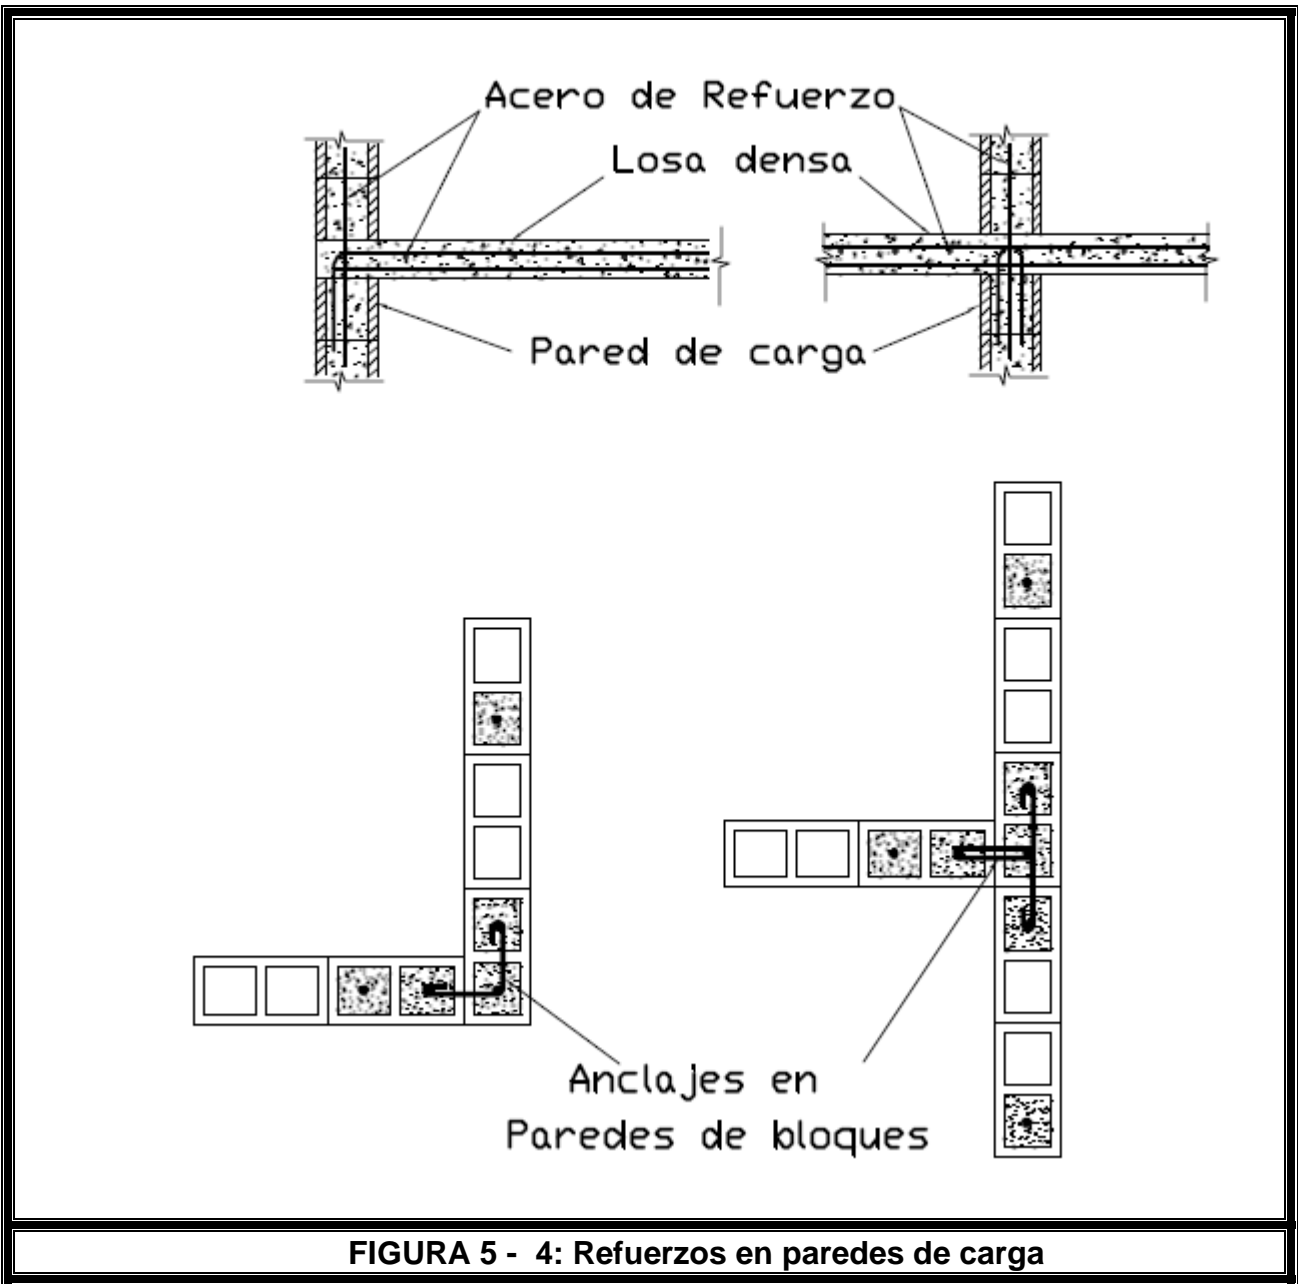 Acero de Refuerzo
Losa densa
Pared de carga
Anclajes en
Paredes de bloques
FIGURA 5 - 4: Refuerzos en paredes de carga